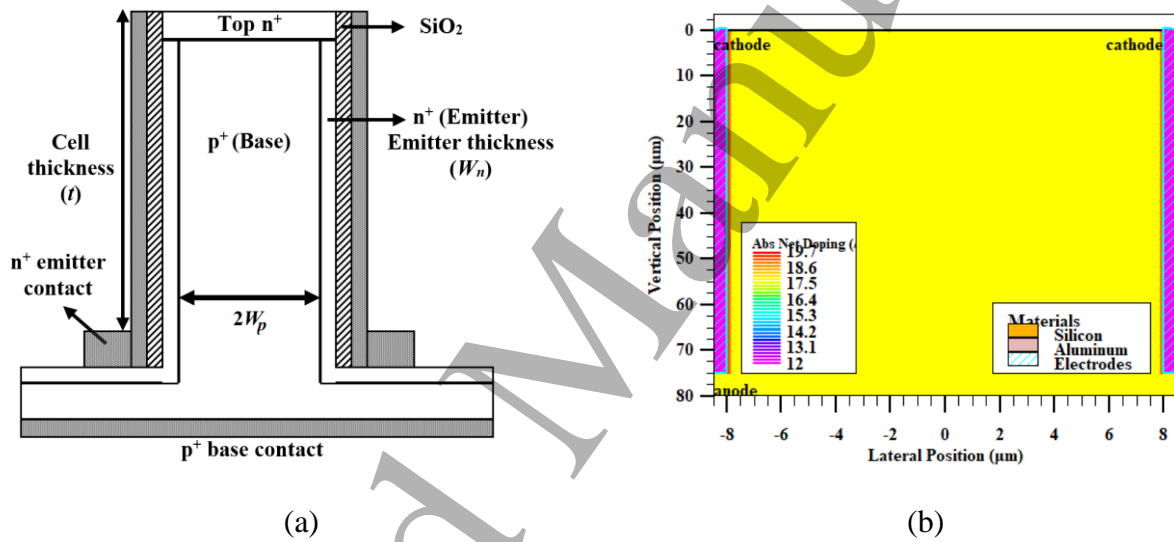 Top n⁺
SiO₂
Cell
thickness
(t)
p⁺ (Base)
n⁺ (Emitter)
Emitter thickness
(Wₙ)
n⁺ emitter
contact
2Wₚ
p⁺ base contact
(a)
0
10
20
30
40
50
60
70
80
Vertical Position (µm)
cathode
cathode
Abs Net Doping (
19.7
18.6
17.5
16.4
15.3
14.2
13.1
12
Materials
Silicon
Aluminum
Electrodes
anode
-8
-6
-4
-2
0
2
4
6
8
Lateral Position (µm)
(b)
d Manu